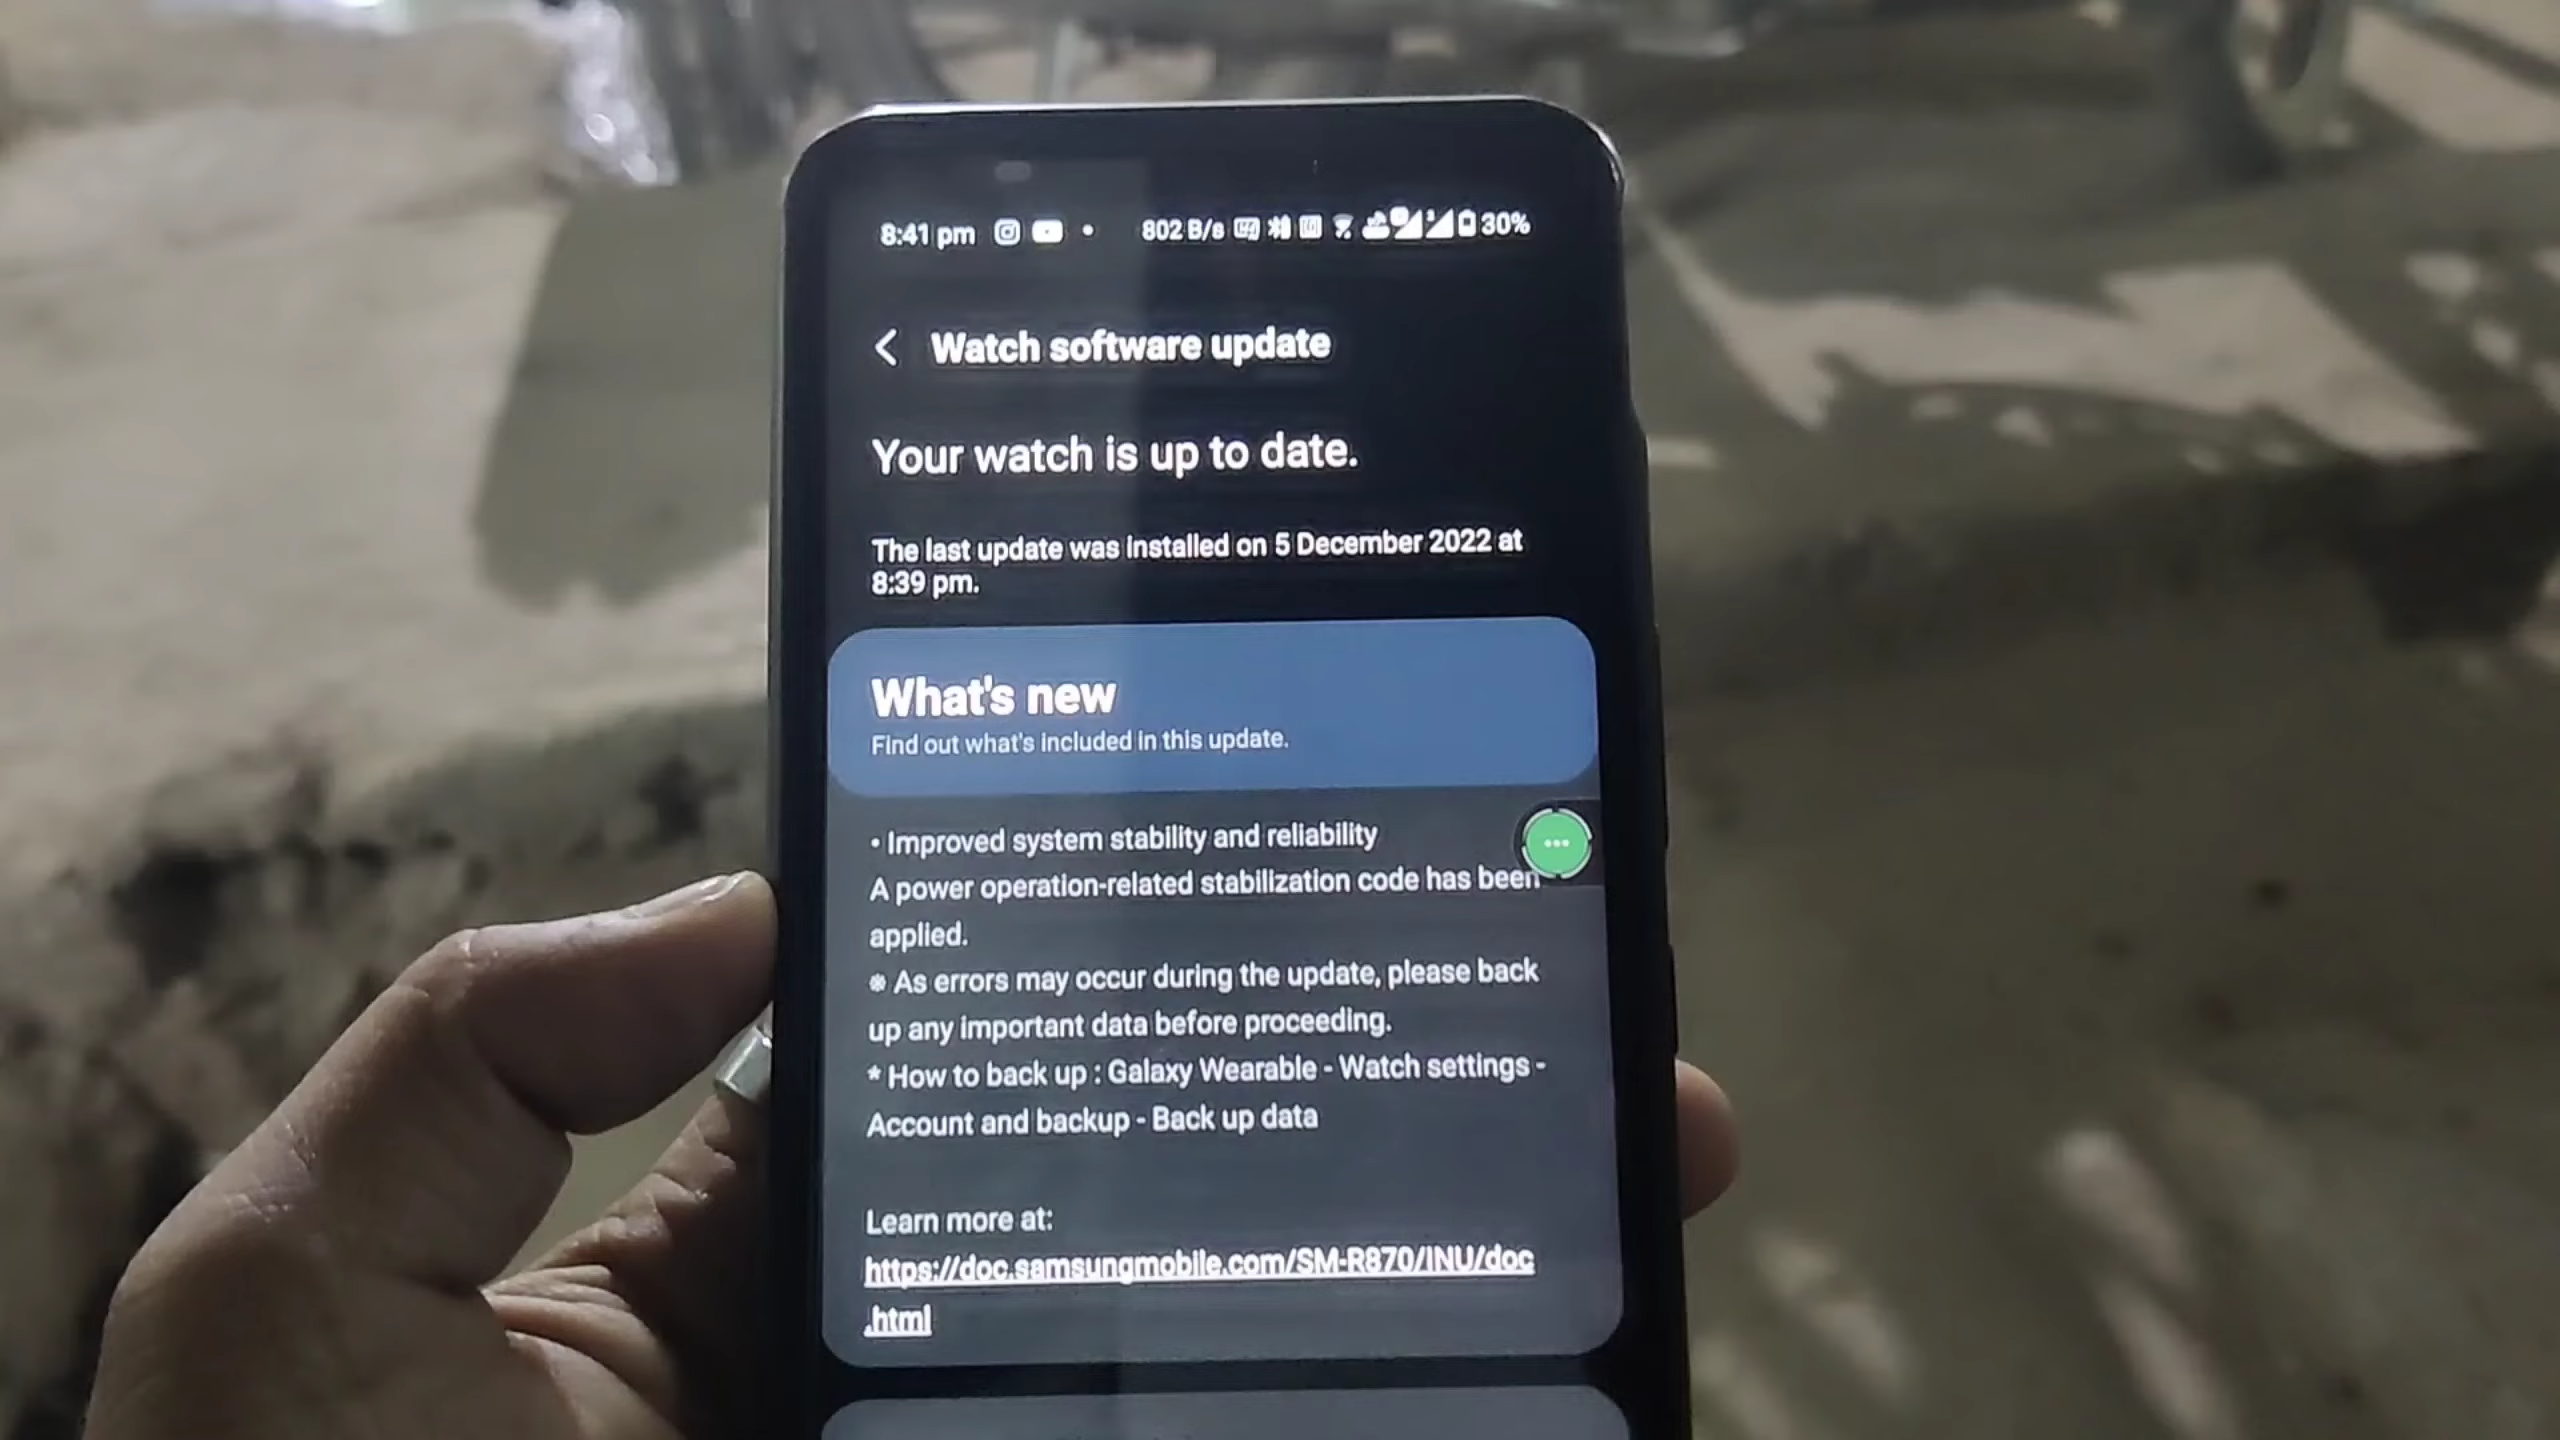 8:41 pm 802 B/s 30%
Watch software update
Your watch is up to date.
The last update was installed on 5 December 2022 at
8:39 pm.
What's new
Find out what's included in this update.
• Improved system stability and reliability
A power operation-related stabilization code has been
applied.
※ As errors may occur during the update, please back
up any important data before proceeding.
* How to back up : Galaxy Wearable - Watch settings -
Account and backup - Back up data
Learn more at:
https://doc.samsungmobile.com/SM-R870/INU/doc
.html